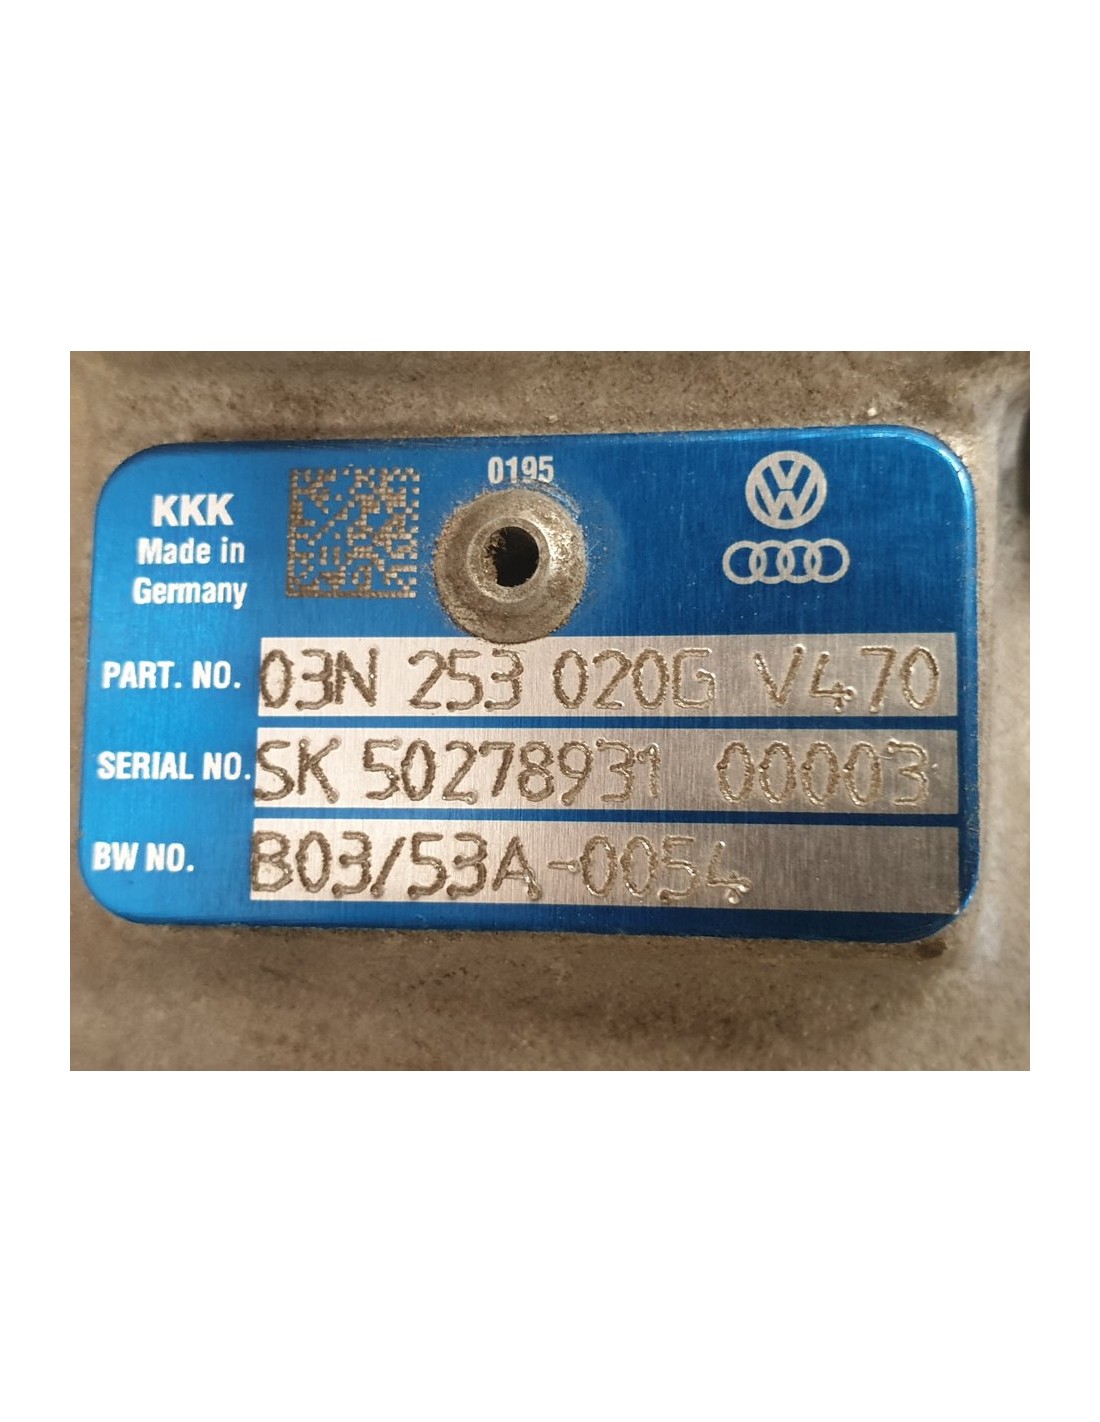 0195
KKK
Made in
Germany
PART. NO. 03N 253 020G V470
SERIAL NO. SK 50278931 00003
BW NO. B03/53A-0054